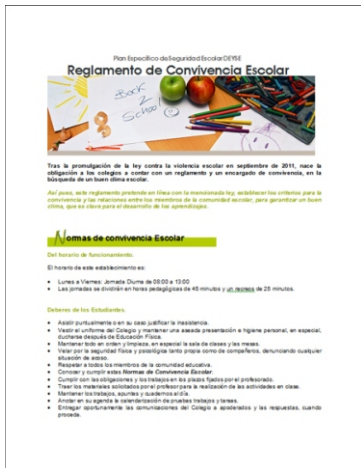 Plan Específico de Seguridad Escolar DEYSE
Reglamento de Convivencia Escolar
Back
2
School
Tras la promulgación de la ley contra la violencia escolar en septiembre de 2011, nace la
obligación a los colegios a contar con un reglamento y un encargado de convivencia, en la
búsqueda de un buen clima escolar.
Así pues, este reglamento pretende en línea con la mencionada ley, establecer los criterios para la
convivencia y las relaciones entre los miembros de la comunidad escolar, para garantizar un buen
clima, que es clave para el desarrollo de los aprendizajes.
Normas de convivencia Escolar
Del horario de funcionamiento.
El horario de este establecimiento es:
• Lunes a Viernes: Jornada Diurna de 08:00 a 13:00
• Las jornadas se dividirán en horas pedagógicas de 45 minutos y un recreos de 25 minutos.
Deberes de los Estudiantes.
• Asistir puntualmente o en su caso justificar la inasistencia.
• Vestir el uniforme del Colegio y mantener una aseada presentación e higiene personal, en especial,
ducharse después de Educación Física.
• Mantener todo en orden y limpieza, en especial la sala de clases y las mesas.
• Velar por la seguridad física y psicológica tanto propia como de compañeros, denunciando cualquier
situación de acoso.
• Respetar a todos los miembros de la comunidad educativa.
• Conocer y cumplir estas Normas de Convivencia Escolar.
• Cumplir con las obligaciones y los trabajos en los plazos fijados por el profesorado.
• Traer los materiales solicitados por el profesor para la realización de las actividades en clase.
• Mantener los trabajos, apuntes y cuadernos al día.
• Anotar en su agenda la calendarización de pruebas trabajos y tareas.
• Entregar oportunamente las comunicaciones del Colegio a apoderados y las respuestas, cuando
proceda.